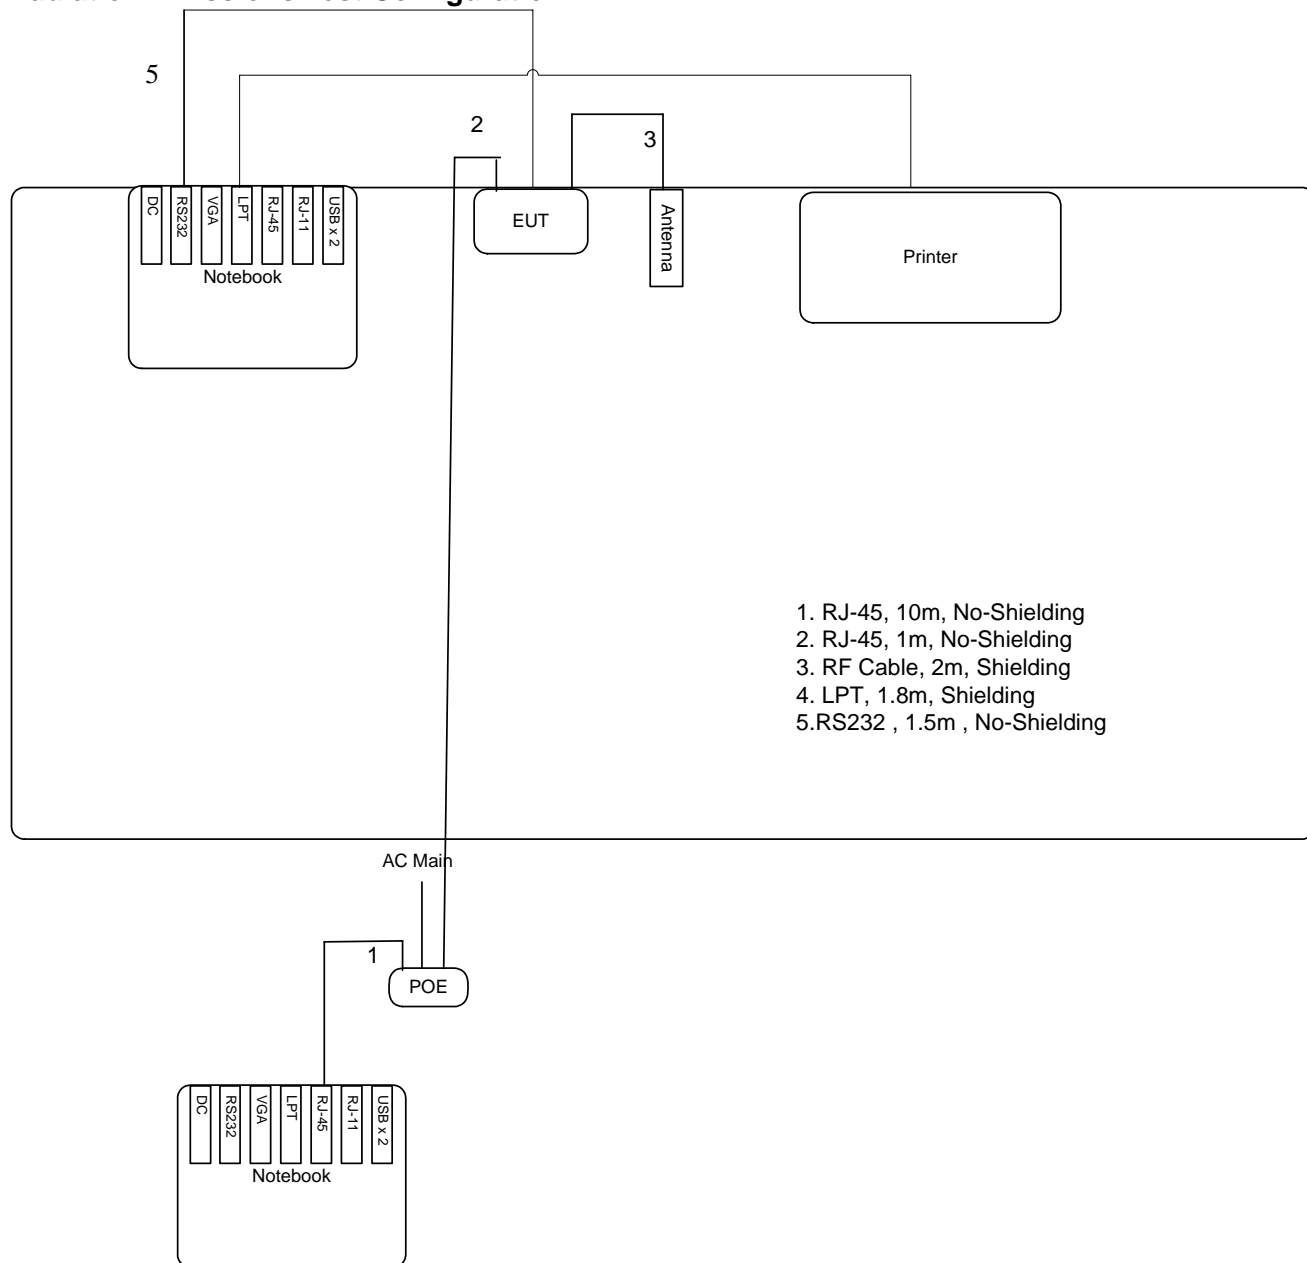 5
2
3
DC
RS232
VGA
LPT
RJ-45
RJ-11
USB x 2
Notebook
EUT
Antenna
Printer
1. RJ-45, 10m, No-Shielding
2. RJ-45, 1m, No-Shielding
3. RF Cable, 2m, Shielding
4. LPT, 1.8m, Shielding
5.RS232 , 1.5m , No-Shielding
AC Main
1
POE
DC
RS232
VGA
LPT
RJ-45
RJ-11
USB x 2
Notebook